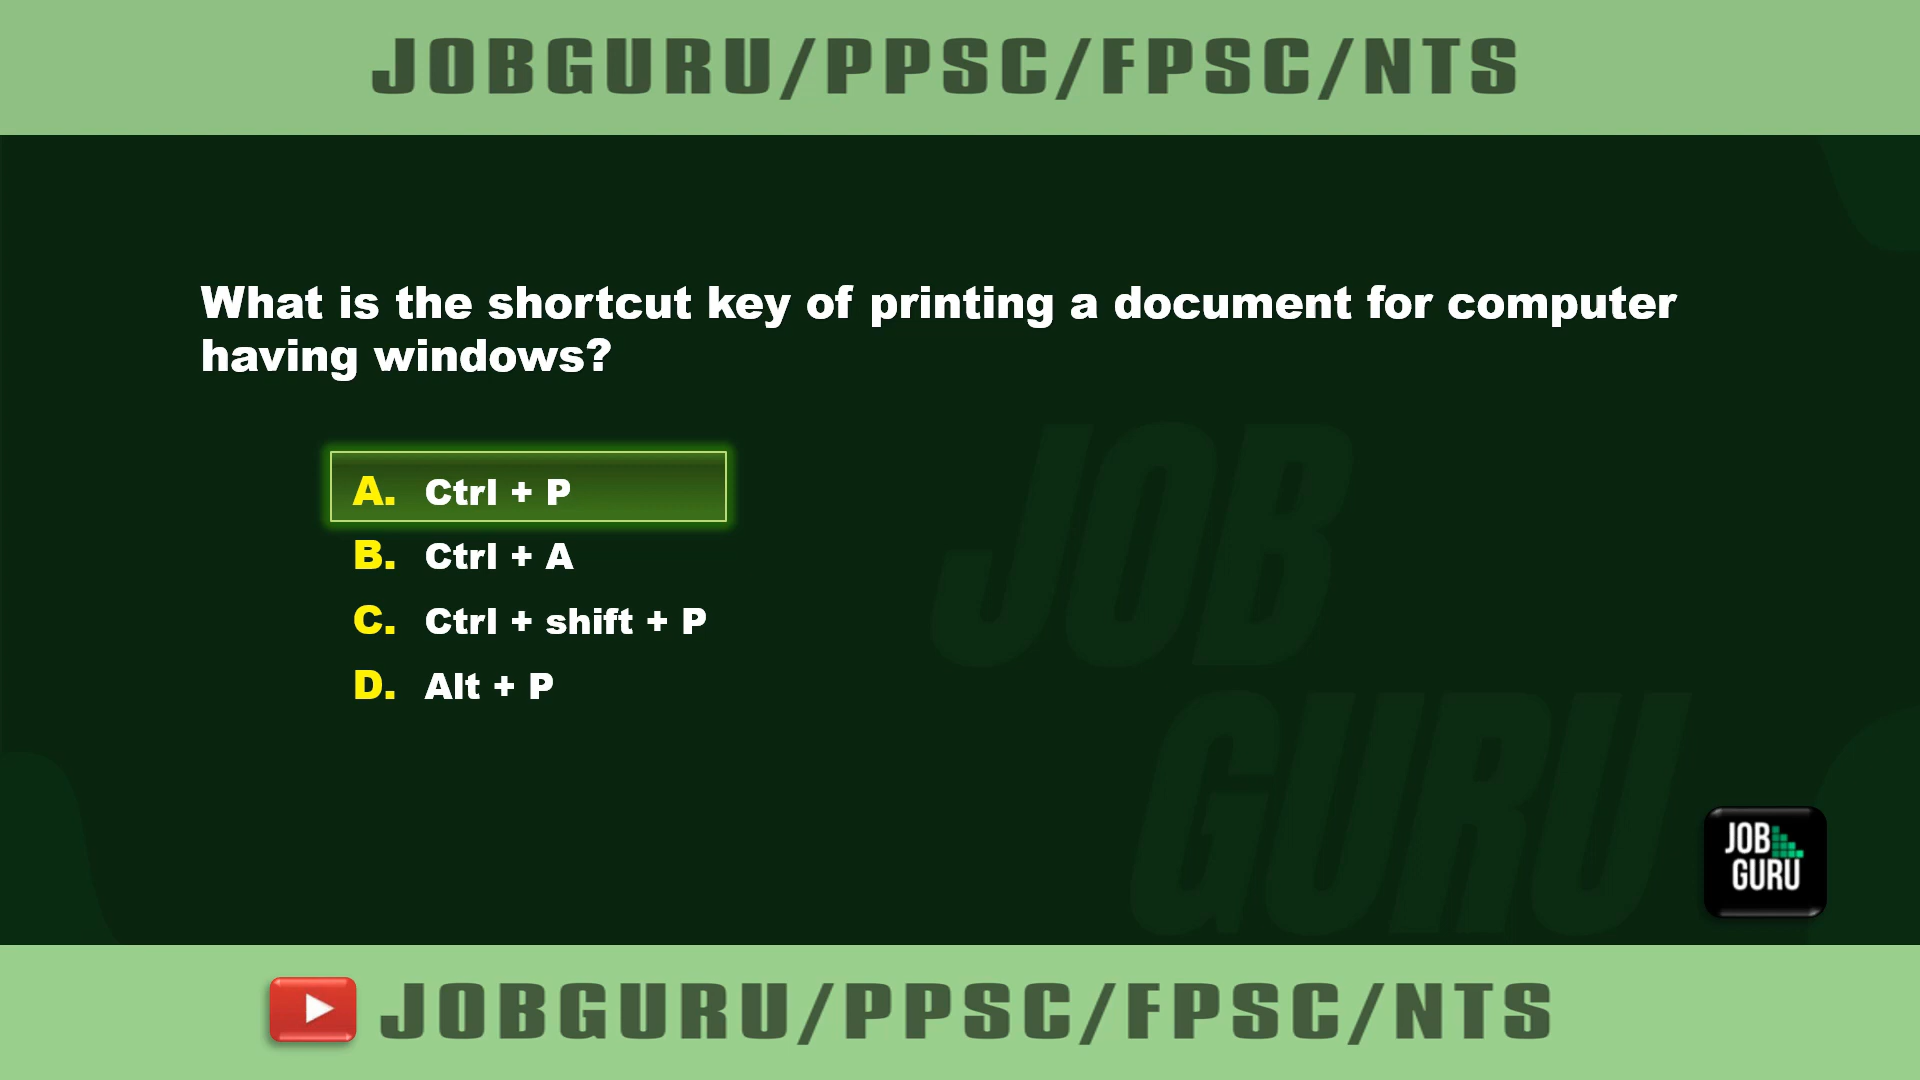 JOBGURU/PPSC/FPSC/NTS
What is the shortcut key of printing a document for computer
having windows?
A. Ctrl + P
B. Ctrl + A
C. Ctrl + shift + P
D. Alt + P
JOB
GURU
JOB
GURU
JOBGURU/PPSC/FPSC/NTS